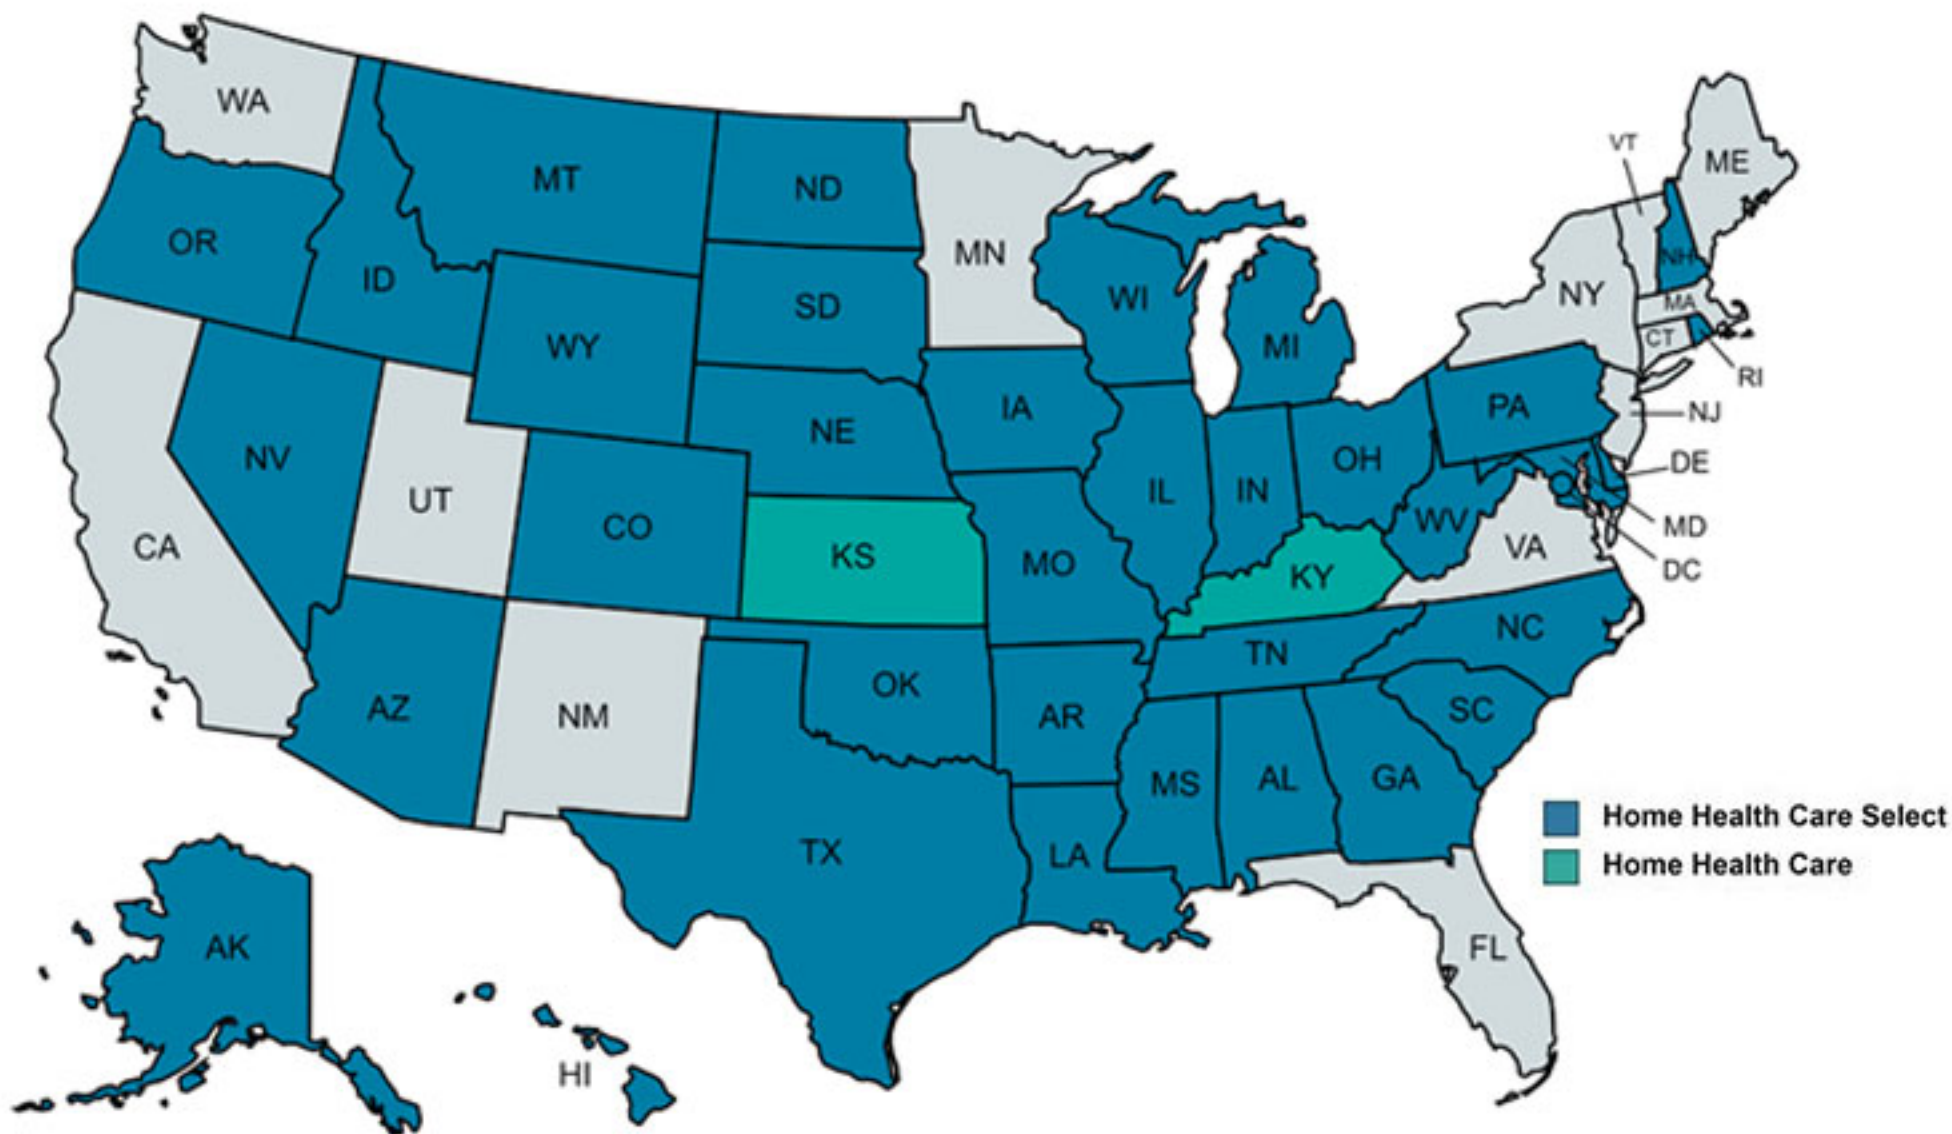 WA
MT
ND
MN
VT
ME
OR
ID
SD
WI
MI
NY
NH
MA
CT
RI
WY
IA
PA
NJ
NE
NV
UT
CO
IL
IN
OH
DE
WV
MD
CA
KS
MO
KY
VA
DC
NC
TN
AZ
NM
OK
AR
SC
MS
AL
GA
TX
LA
Home Health Care Select
Home Health Care
AK
FL
HI